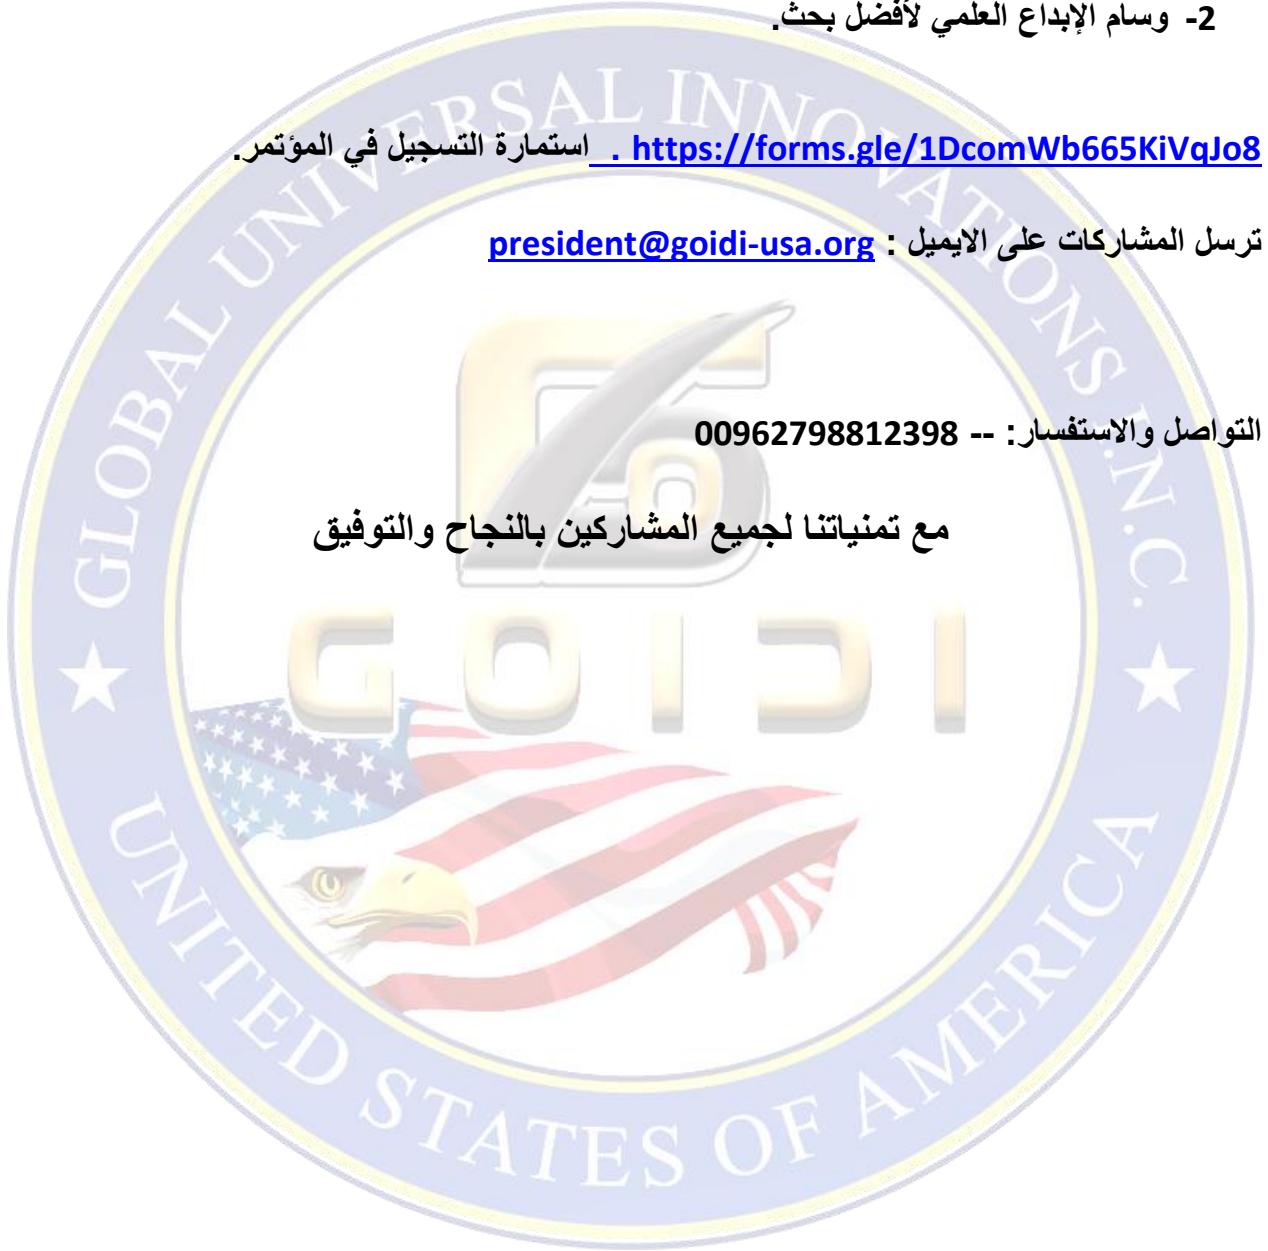 2- وسام الإبداع العلمي لأفضل بحث.
https://forms.gle/1DcomWb665KiVqJo8 . استمارة التسجيل في المؤتمر.
ترسل المشاركات على الايميل : president@goidi-usa.org
التواصل والاستفسار: -- 00962798812398
مع تمنياتنا لجميع المشاركين بالنجاح والتوفيق
GLOBAL UNIVERSAL INNOVATIONS I.N.C.
GOIDI
UNITED STATES OF AMERICA